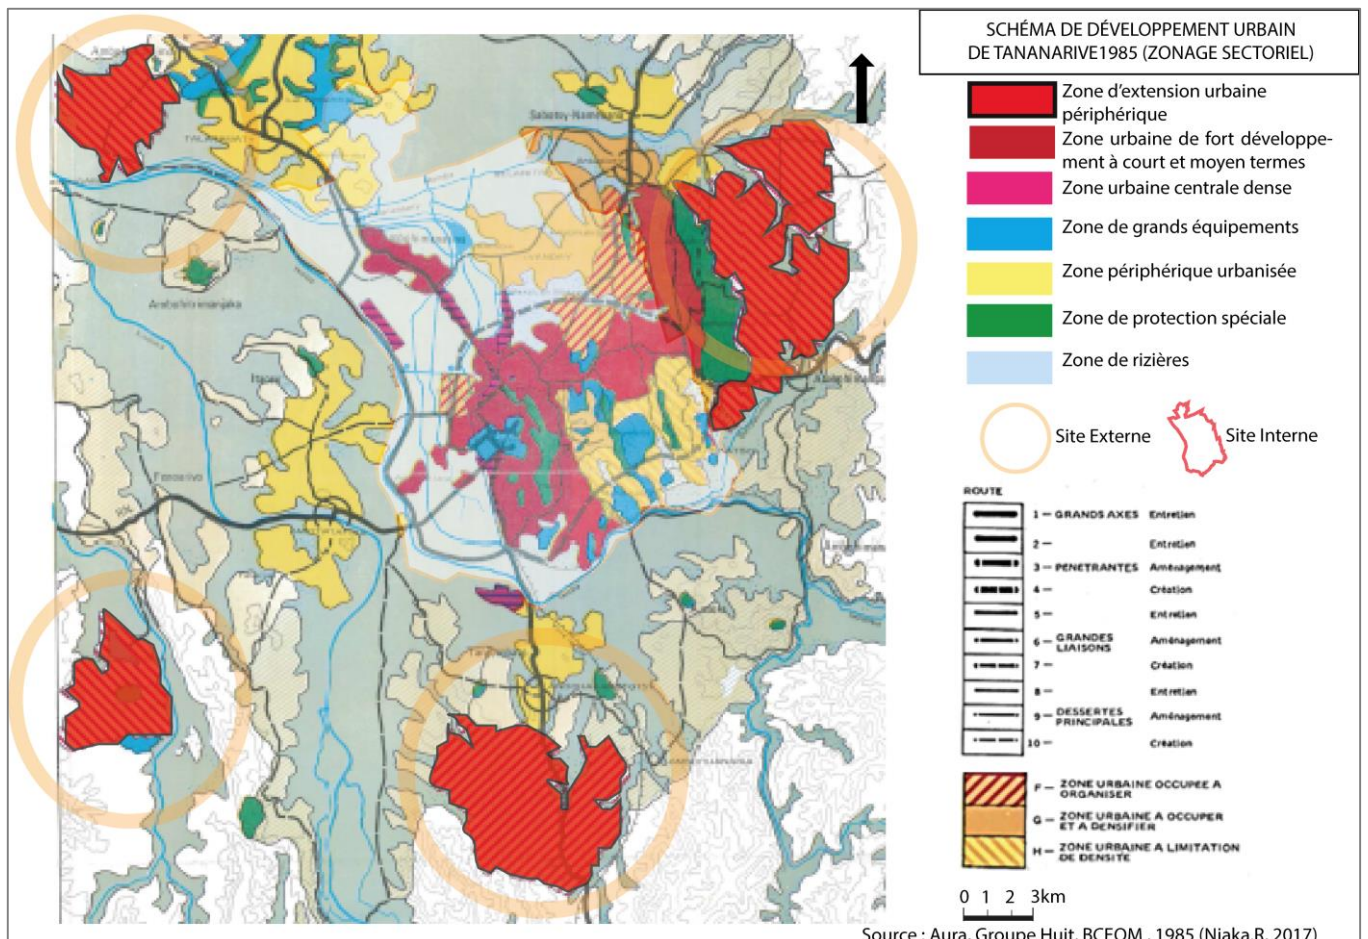 SCHÉMA DE DÉVELOPPEMENT URBAIN
DE TANANARIVE1985 (ZONAGE SECTORIEL)
Zone d’extension urbaine
périphérique
Zone urbaine de fort développe-
ment à court et moyen termes
Zone urbaine centrale dense
Zone de grands équipements
Zone périphérique urbanisée
Zone de protection spéciale
Zone de rizières
Site Externe
Site Interne
ROUTE
1 — GRANDS AXES Entretien
2 — Entretien
3 — PENETRANTES Aménagement
4 — Création
5 — Entretien
6 — GRANDES LIAISONS Aménagement
7 — Création
8 — Entretien
9 — DESSERTES PRINCIPALES Aménagement
10 — Création
F — ZONE URBAINE OCCUPEE A
ORGANISER
G — ZONE URBAINE A OCCUPER
ET A DENSIFIER
H — ZONE URBAINE A LIMITATION
DE DENSITE
0 1 2 3km
Source : Aura, Groupe Huit, BCEOM , 1985 (Njaka R, 2017)
Sabotsy-Namehana
Ambohitrimanjaka
Itaosy
Fenoarivo
RN